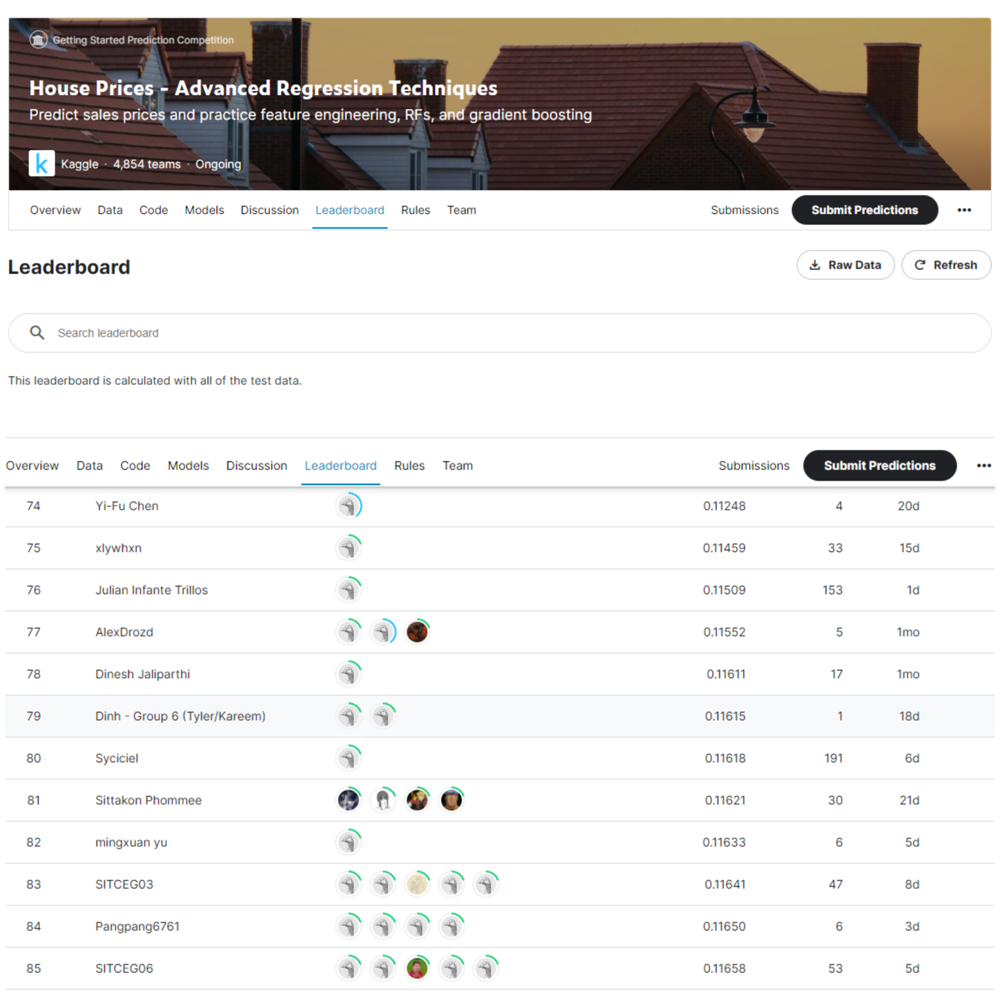 Getting Started Prediction Competition
House Prices - Advanced Regression Techniques
Predict sales prices and practice feature engineering, RFs, and gradient boosting
k Kaggle · 4,854 teams · Ongoing
Overview Data Code Models Discussion Leaderboard Rules Team Submissions Submit Predictions •••
Leaderboard Raw Data Refresh
Search leaderboard
This leaderboard is calculated with all of the test data.
Overview Data Code Models Discussion Leaderboard Rules Team Submissions Submit Predictions •••
74 Yi-Fu Chen 0.11248 4 20d
75 xlywhxn 0.11459 33 15d
76 Julian Infante Trillos 0.11509 153 1d
77 AlexDrozd 0.11552 5 1mo
78 Dinesh Jaliparthi 0.11611 17 1mo
79 Dinh - Group 6 (Tyler/Kareem) 0.11615 1 18d
80 Syciciel 0.11618 191 6d
81 Sittakon Phommee 0.11621 30 21d
82 mingxuan yu 0.11633 6 5d
83 SITCEG03 0.11641 47 8d
84 Pangpang6761 0.11650 6 3d
85 SITCEG06 0.11658 53 5d